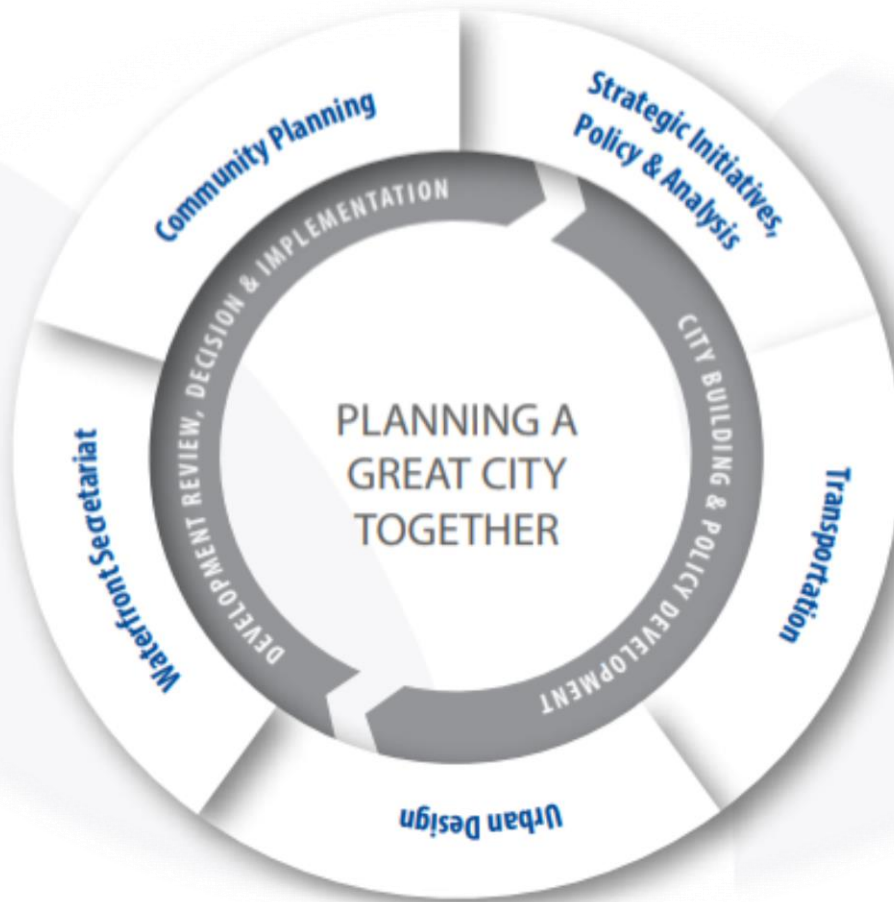 Community Planning
Strategic Initiatives,
Policy & Analysis
Transportation
Urban Design
Waterfront Secretariat
DEVELOPMENT REVIEW, DECISION & IMPLEMENTATION
CITY BUILDING & POLICY DEVELOPMENT
PLANNING A
GREAT CITY
TOGETHER